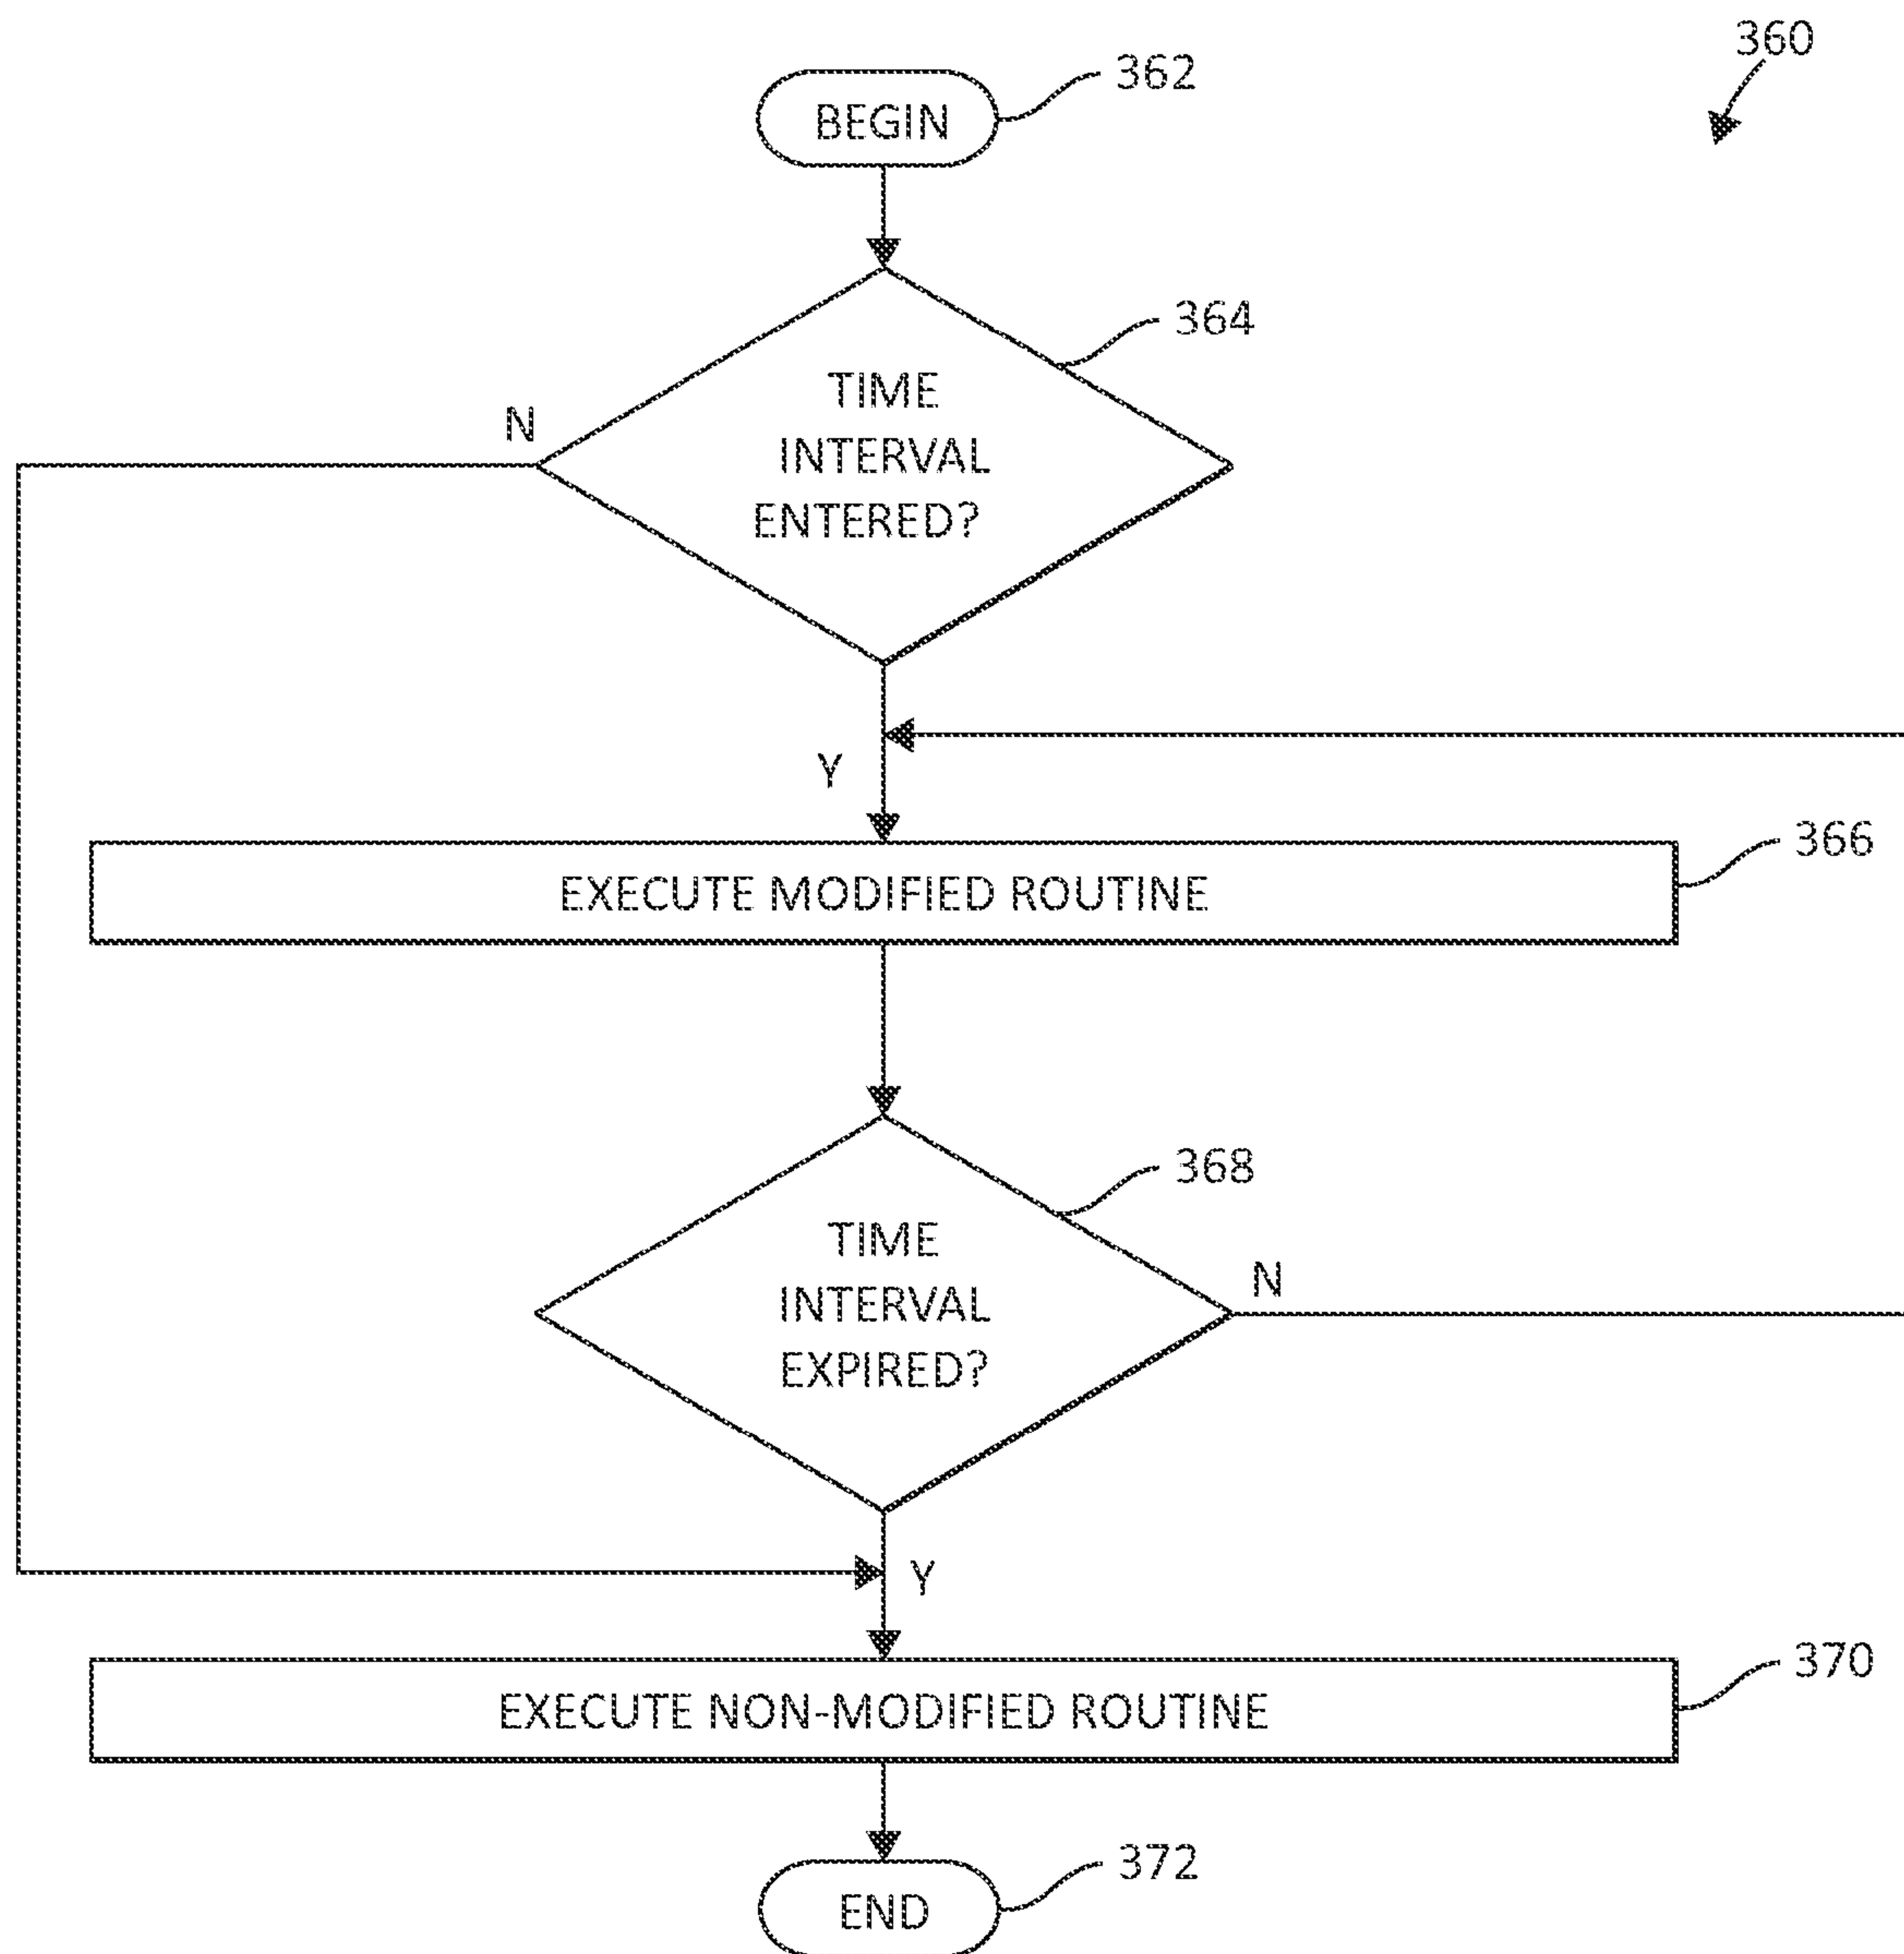 360
362
BEGIN
364
TIME
INTERVAL
ENTERED?
N
Y
366
EXECUTE MODIFIED ROUTINE
368
TIME
INTERVAL
EXPIRED?
N
Y
370
EXECUTE NON-MODIFIED ROUTINE
372
END